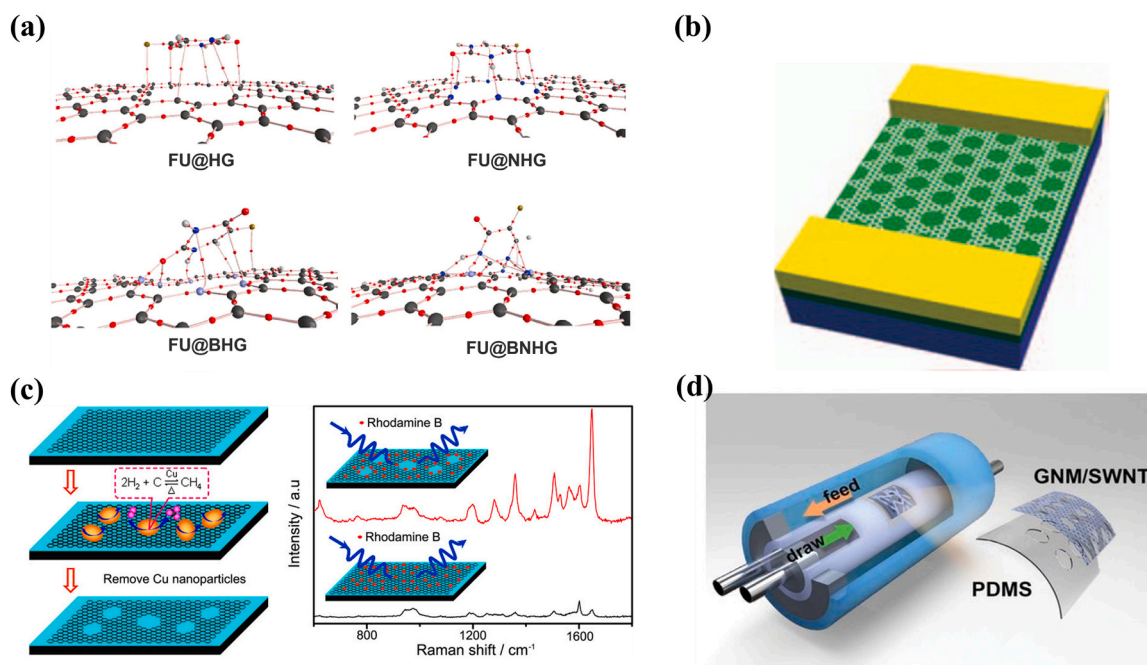 (a)
FU@HG
FU@NHG
FU@BHG
FU@BNHG
(b)
(c)
2H₂ + C ⇌ CH₄
Cu
Δ
Remove Cu nanoparticles
Intensity / a.u
Rhodamine B
Rhodamine B
800
1200
1600
Raman shift / cm⁻¹
(d)
feed
draw
GNM/SWNT
PDMS